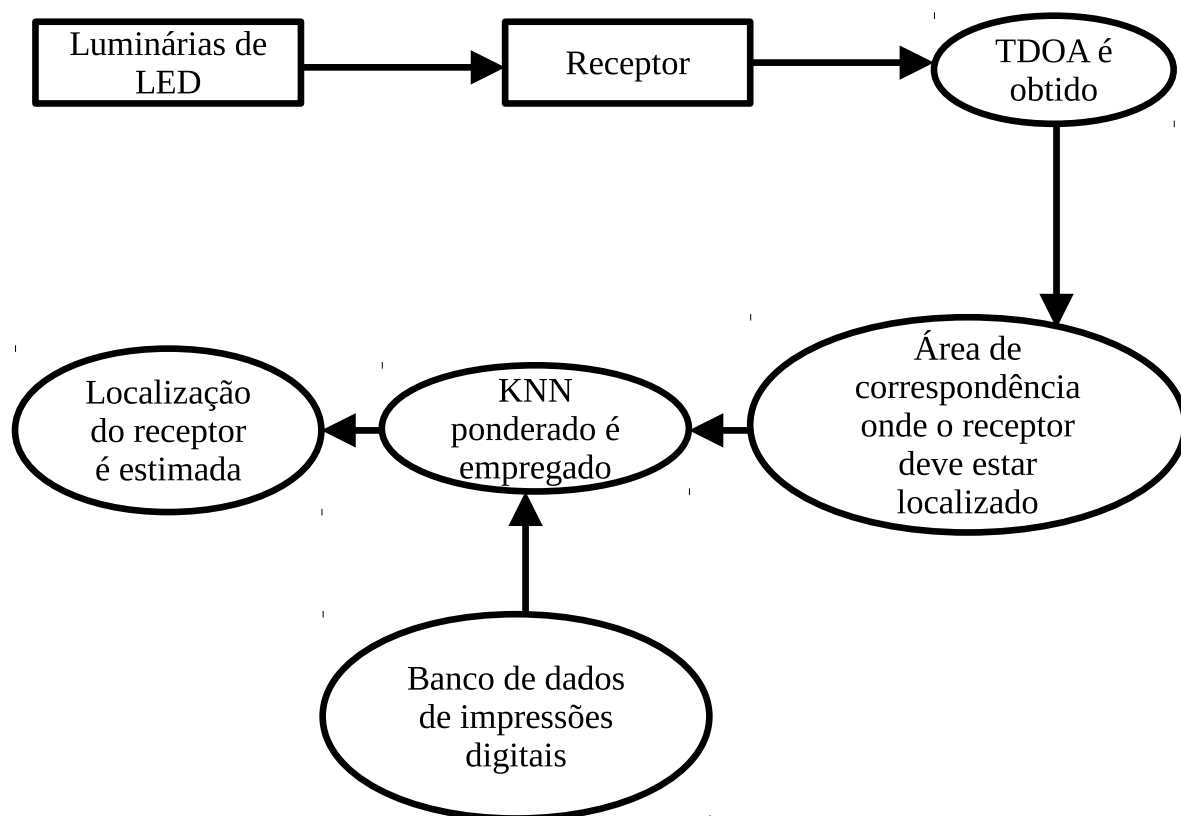 Luminárias de
LED
Receptor
TDOA é
obtido
Área de
correspondência
onde o receptor
deve estar
localizado
KNN
ponderado é
empregado
Localização
do receptor
é estimada
Banco de dados
de impressões
digitais